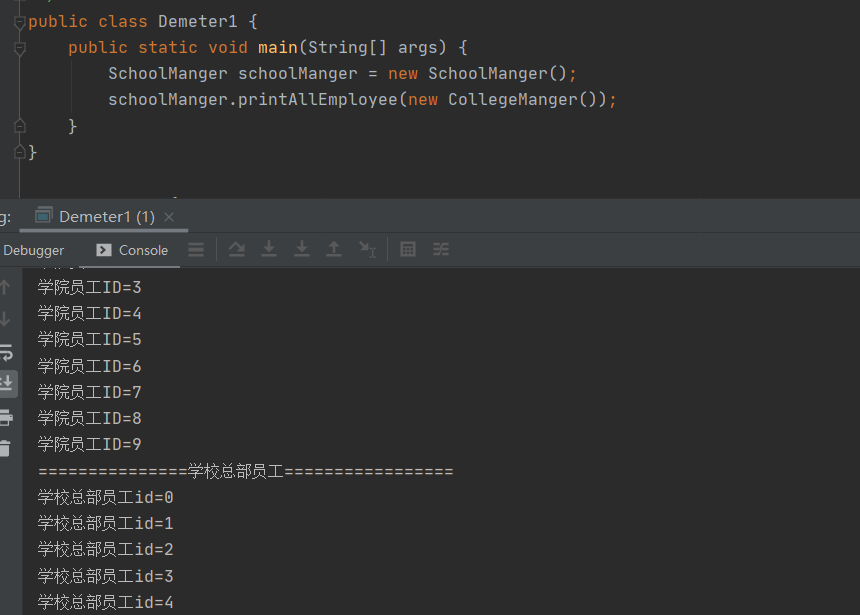 public class Demeter1 {
public static void main(String[] args) {
SchoolManger schoolManger = new SchoolManger();
schoolManger.printAllEmployee(new CollegeManger());
}
}
g: Demeter1 (1) ×
Debugger Console
学院员工ID=3
学院员工ID=4
学院员工ID=5
学院员工ID=6
学院员工ID=7
学院员工ID=8
学院员工ID=9
===============学校总部员工=================
学校总部员工id=0
学校总部员工id=1
学校总部员工id=2
学校总部员工id=3
学校总部员工id=4